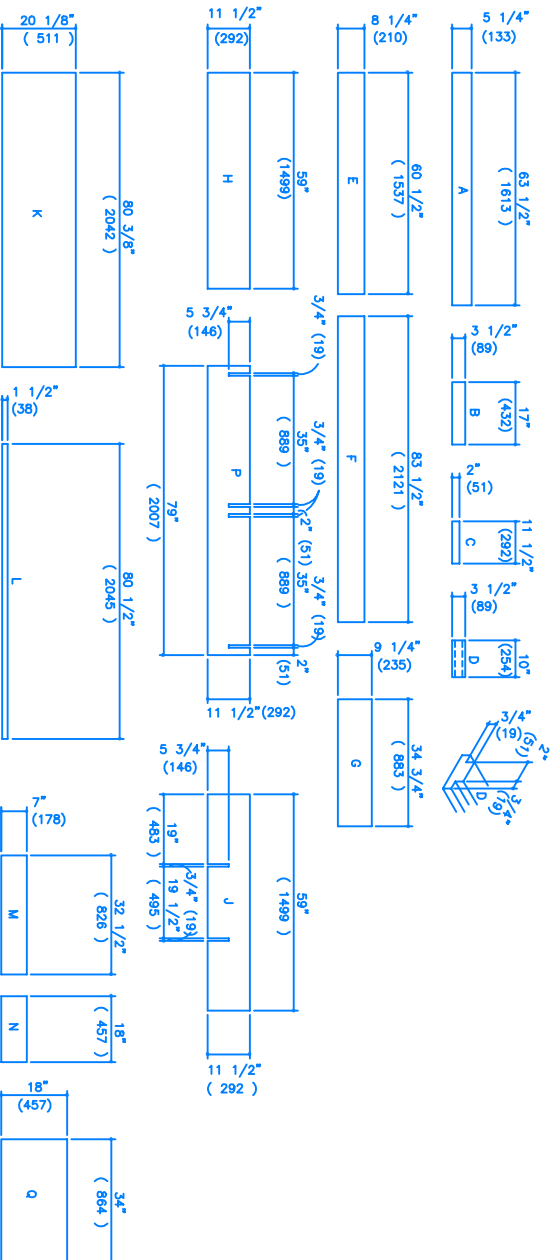 5 1/4"
(133)
63 1/2"
( 1613 )
A
3 1/2"
(89)
17"
(432)
B
2"
(51)
11 1/2"
(292)
C
3 1/2"
(89)
10"
(254)
D
3/4"
(19)
2"
(51)
3/4"
(19)
D
8 1/4"
(210)
60 1/2"
( 1537 )
E
83 1/2"
( 2121 )
F
9 1/4"
(235)
34 3/4"
( 883 )
G
11 1/2"
(292)
59"
(1499)
H
5 3/4"
(146)
3/4" (19)
35"
( 889 )
3/4" (19)
2"
(51)
35"
( 889 )
3/4" (19)
2"
(51)
P
79"
( 2007 )
11 1/2"(292)
5 3/4"
(146)
59"
( 1499 )
J
19"
( 483 )
3/4" (19)
19 1/2"
( 495 )
11 1/2"
( 292 )
20 1/8"
( 511 )
80 3/8"
( 2042 )
K
1 1/2"
(38)
80 1/2"
( 2045 )
L
7"
(178)
32 1/2"
( 826 )
M
18"
( 457 )
N
18"
(457)
34"
( 864 )
Q